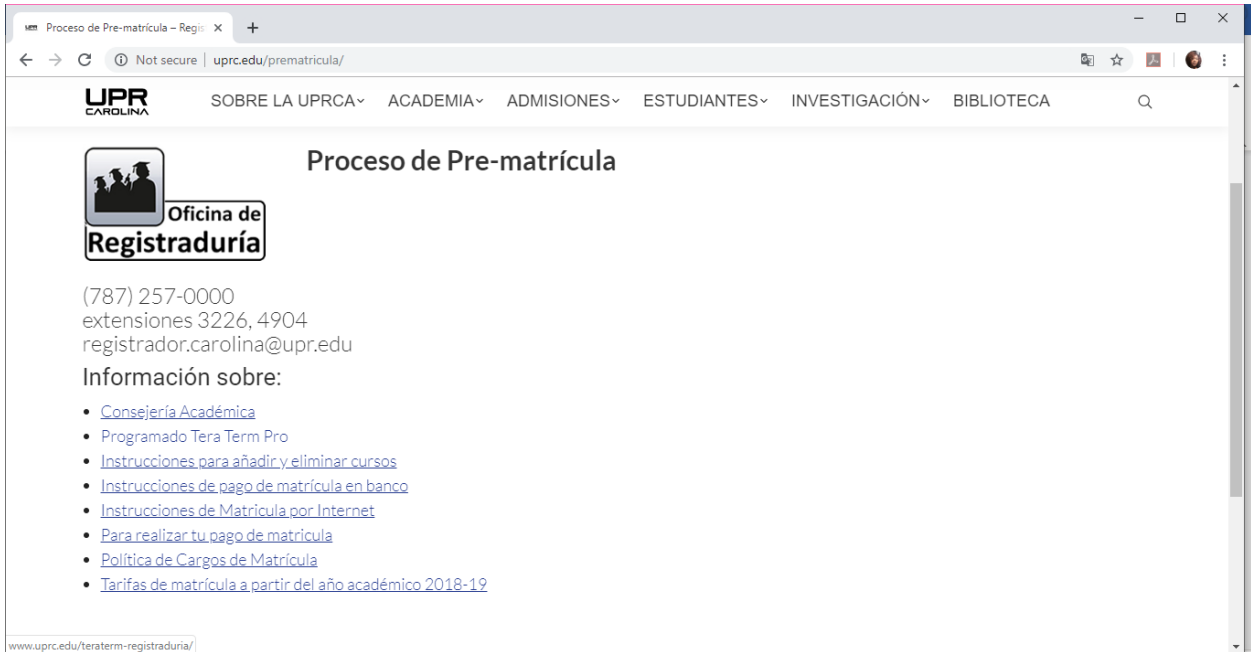 UPR Proceso de Pre-matrícula – Regis
Not secure | uprc.edu/prematricula/
UPR
CAROLINA
SOBRE LA UPRCA ACADEMIA ADMISIONES ESTUDIANTES INVESTIGACIÓN BIBLIOTECA
Proceso de Pre-matrícula
Oficina de
Registraduría
(787) 257-0000
extensiones 3226, 4904
registrador.carolina@upr.edu
Información sobre:
Consejería Académica
Programado Tera Term Pro
Instrucciones para añadir y eliminar cursos
Instrucciones de pago de matrícula en banco
Instrucciones de Matricula por Internet
Para realizar tu pago de matricula
Política de Cargos de Matrícula
Tarifas de matrícula a partir del año académico 2018-19
www.uprc.edu/teraterm-registraduria/